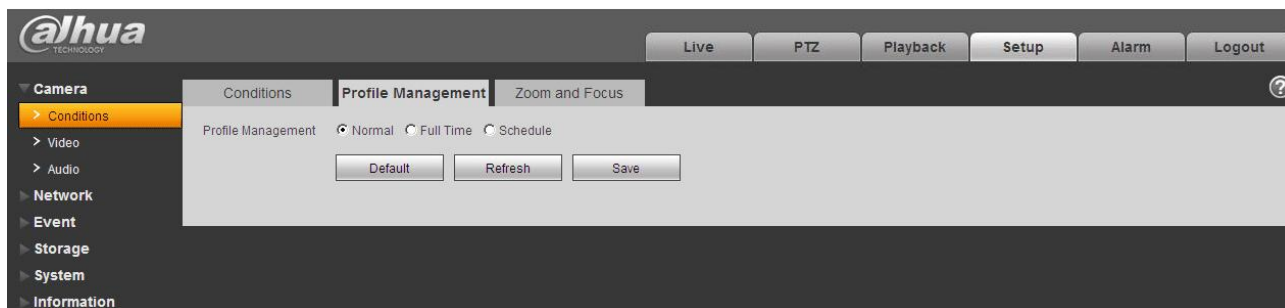 alhua
TECHNOLOGY
Live PTZ Playback Setup Alarm Logout
Camera
Conditions Profile Management Zoom and Focus
?
> Conditions
Profile Management Normal Full Time Schedule
> Video
> Audio
Default Refresh Save
Network
Event
Storage
System
Information